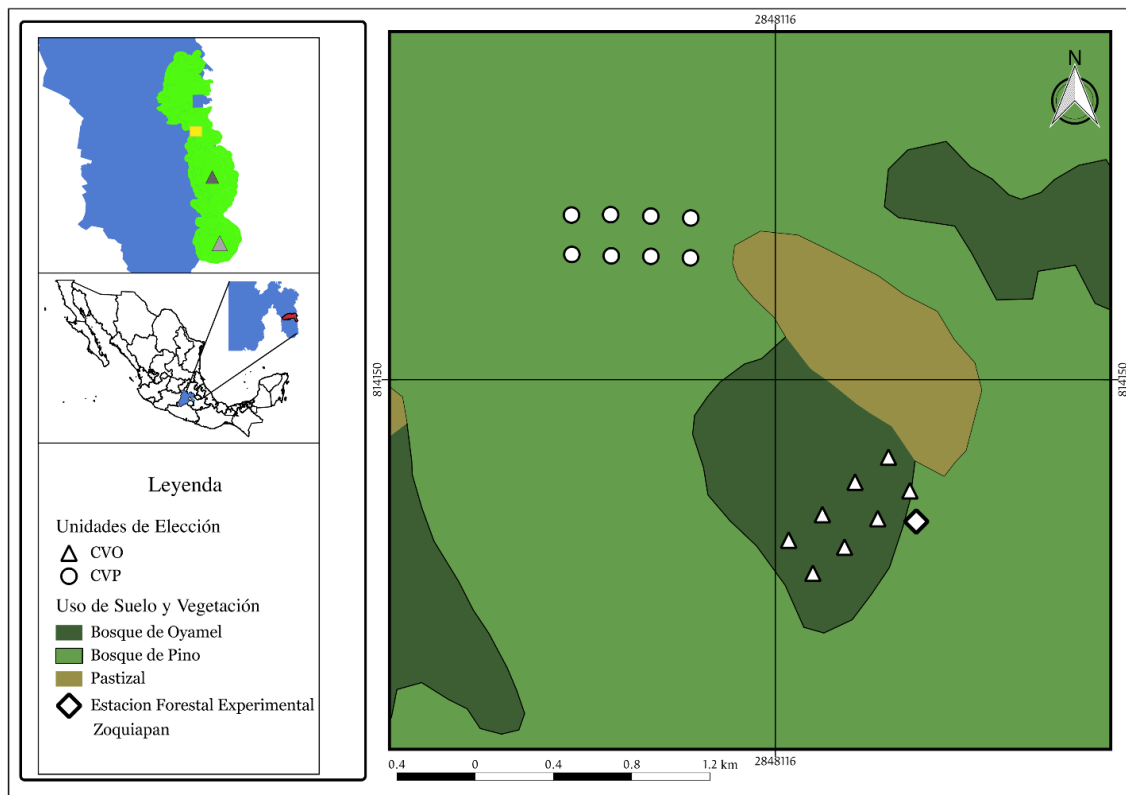 2848116
N
814150
814150
Leyenda
Unidades de Elección
CVO
CVP
Uso de Suelo y Vegetación
Bosque de Oyamel
Bosque de Pino
Pastizal
Estacion Forestal Experimental
Zoquiapan
2848116
0.4 0 0.4 0.8 1.2 km